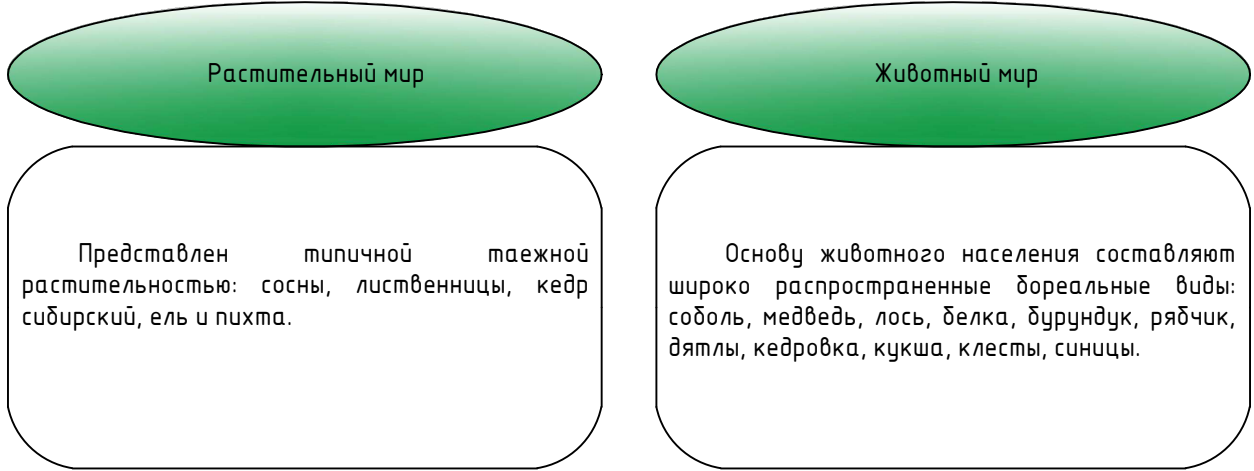 Растительный мир
Представлен типичной таежной
растительностью: сосны, лиственницы, кедр
сибирский, ель и пихта.
Животный мир
Основу животного населения составляют
широко распространенные бореальные виды:
соболь, медведь, лось, белка, бурундук, рябчик,
дятлы, кедровка, кукша, клесты, синицы.